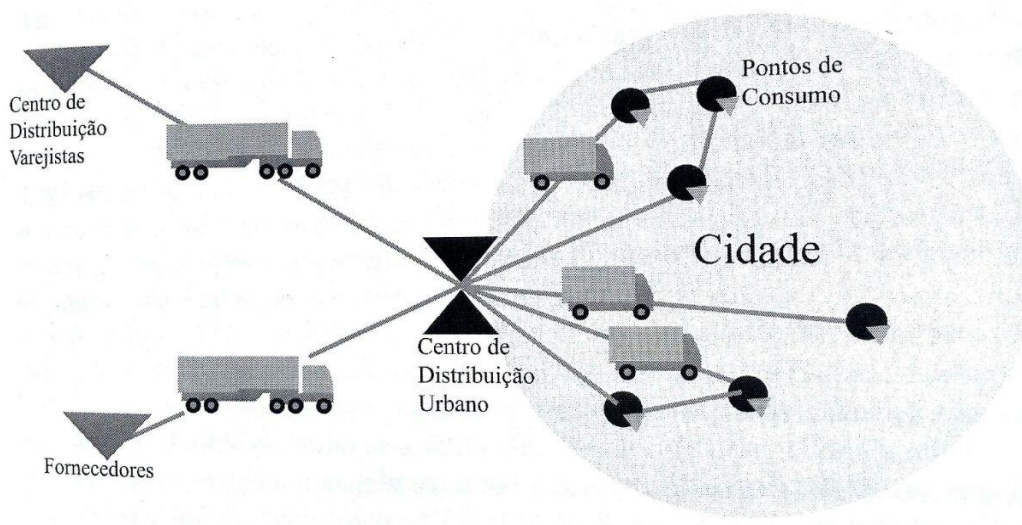 Centro de
Distribuição
Varejistas
Pontos de
Consumo
Cidade
Centro de
Distribuição
Urbano
Fornecedores